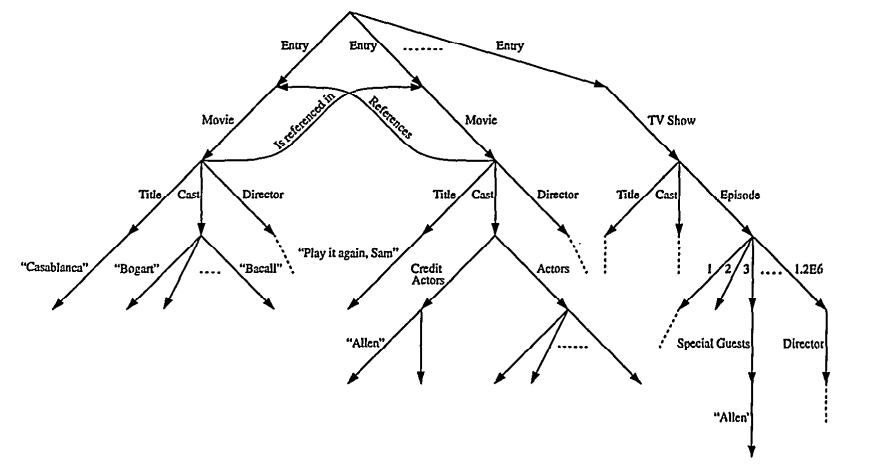 Entry
Entry
Entry
Movie
Is referenced in
References
Movie
TV Show
Title
Cast
Director
Title
Cast
Director
Title
Cast
Episode
"Casablanca"
"Bogart"
"Bacall"
"Play it again, Sam"
Credit
Actors
Actors
1
2
3
1.2E6
"Allen"
Special Guests
Director
"Allen'